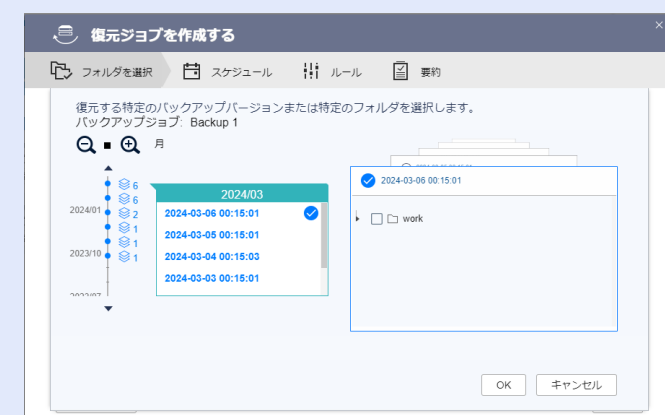 復元ジョブを作成する
フォルダを選択 スケジュール ルール 要約
復元する特定のバックアップバージョンまたは特定のフォルダを選択します。
バックアップジョブ: Backup 1
月
6
6
2024/01 2
1
1
2023/10 1
2024/03
2024-03-06 00:15:01
2024-03-05 00:15:01
2024-03-04 00:15:03
2024-03-03 00:15:01
2024-03-06 00:15:01
work
OK キャンセル